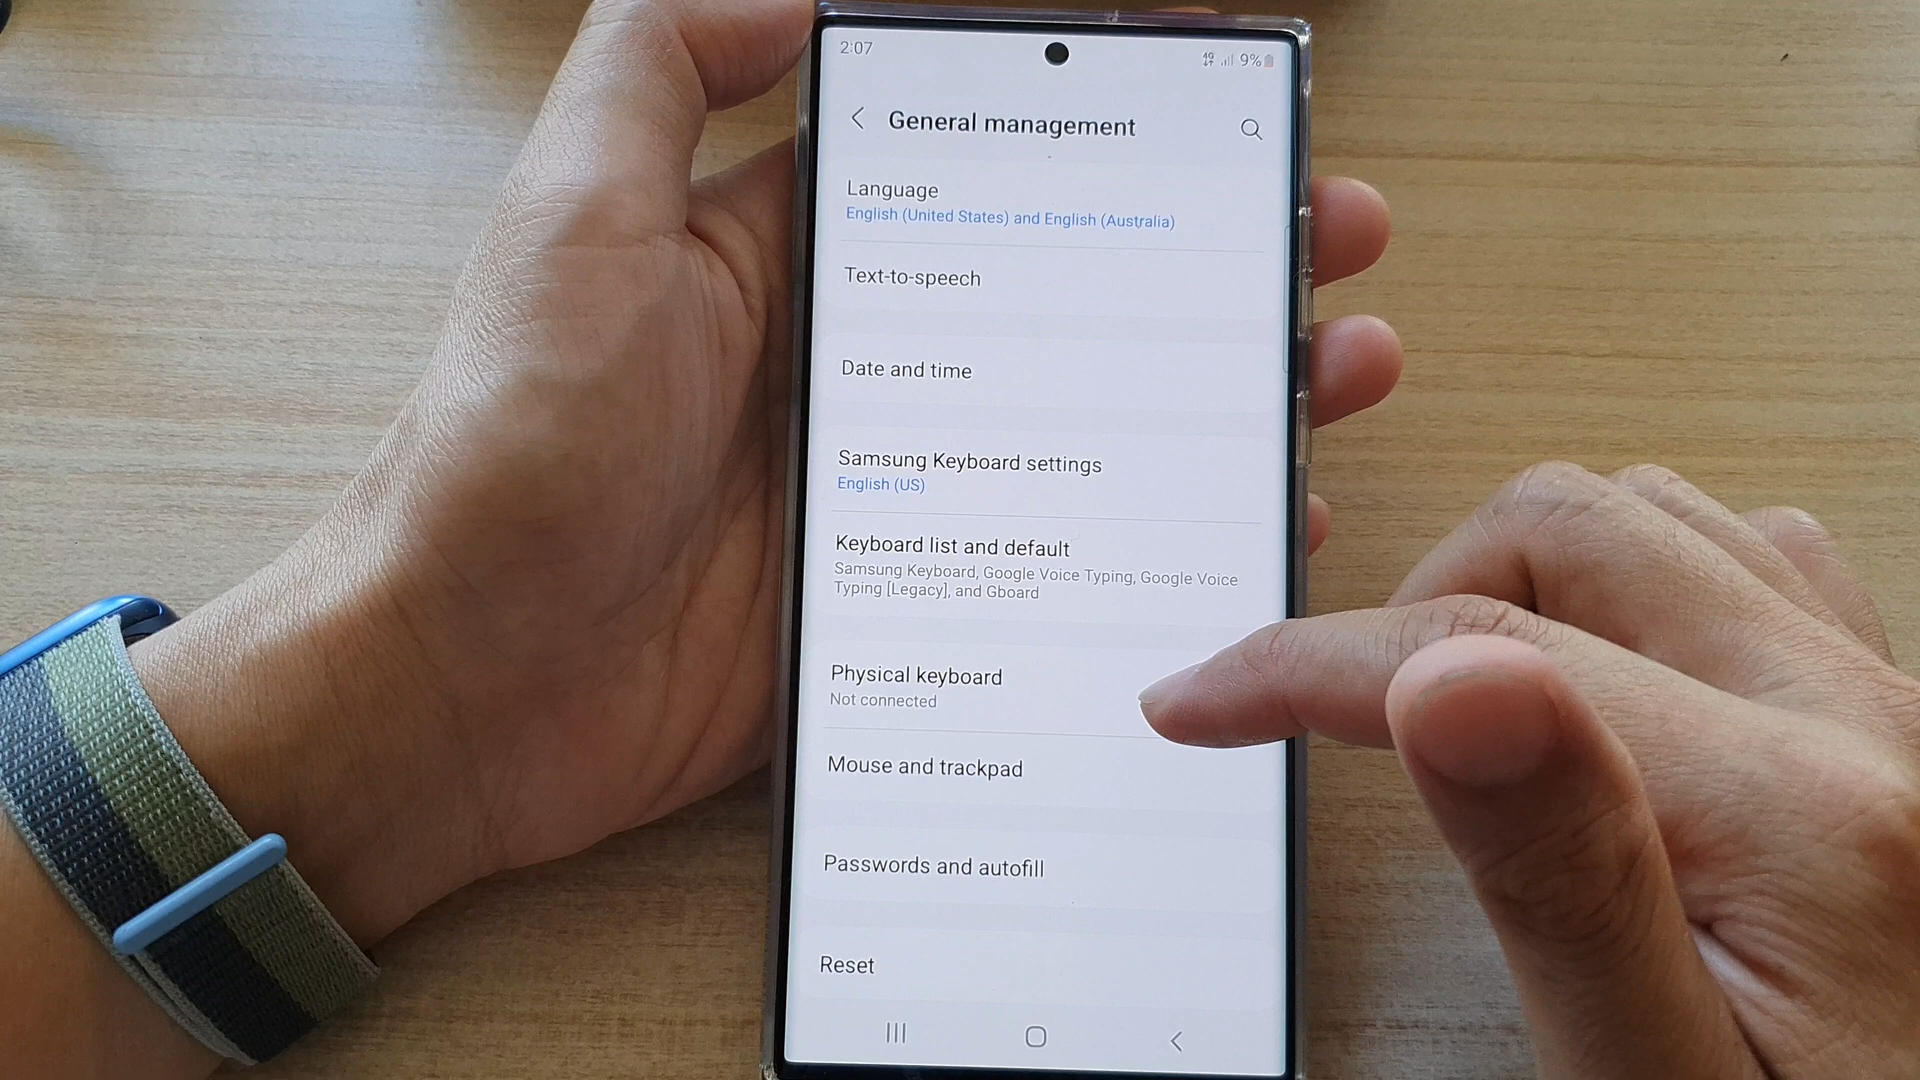 2:07
4G 9%
General management
Language
English (United States) and English (Australia)
Text-to-speech
Date and time
Samsung Keyboard settings
English (US)
Keyboard list and default
Samsung Keyboard, Google Voice Typing, Google Voice
Typing [Legacy], and Gboard
Physical keyboard
Not connected
Mouse and trackpad
Passwords and autofill
Reset